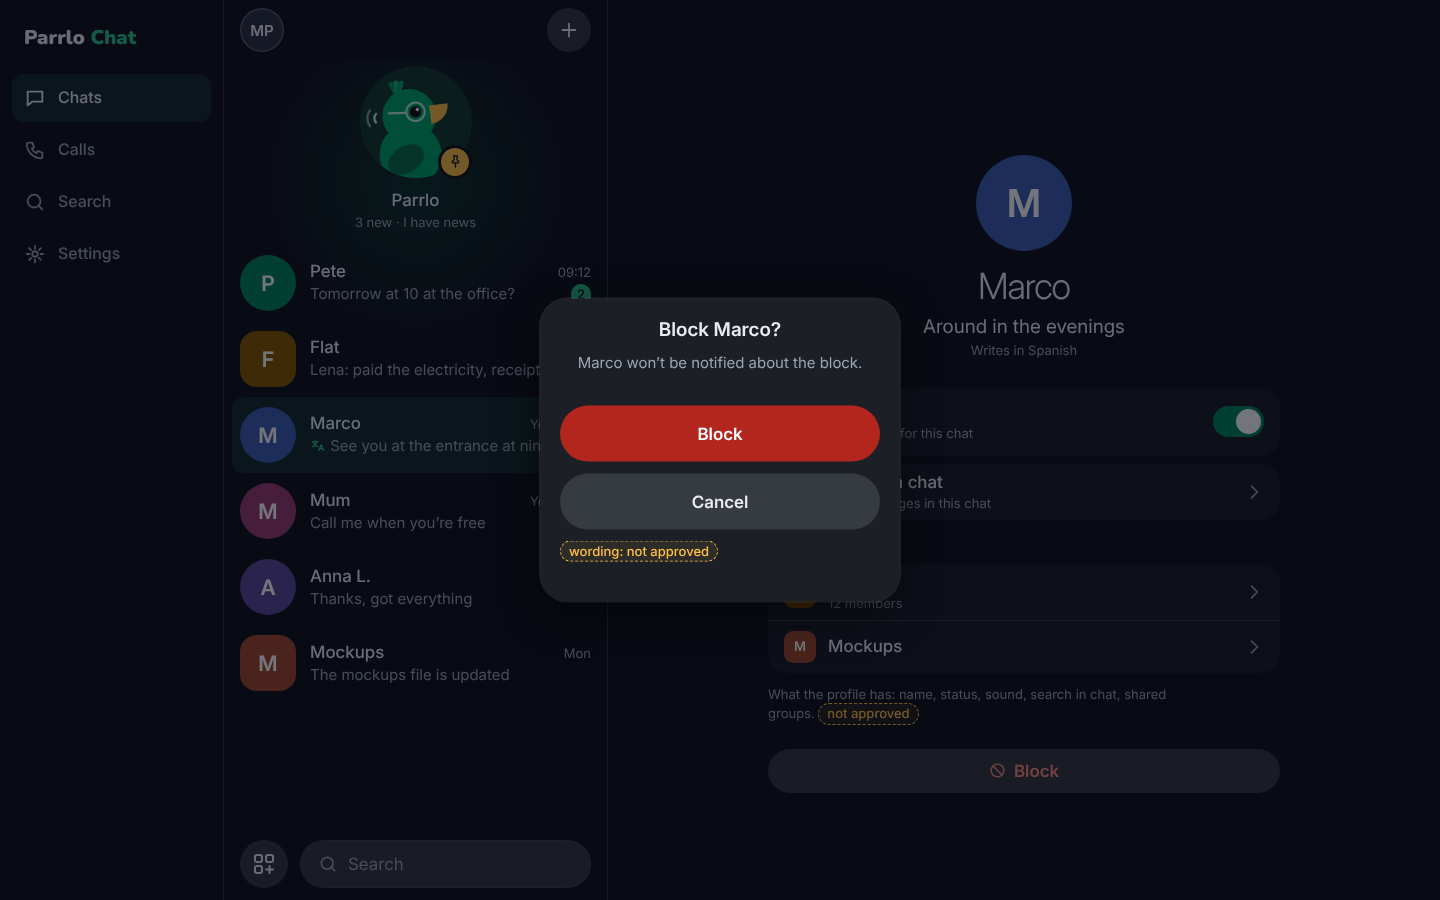 Parrlo Chat
Chats
Calls
Search
Settings
MP
Parrlo
3 new · I have news
P
Pete
09:12
Tomorrow at 10 at the office?
2
F
Flat
Lena: paid the electricity, receipt
M
Marco
See you at the entrance at nin
M
Mum
Call me when you're free
A
Anna L.
Thanks, got everything
M
Mockups
Mon
The mockups file is updated
Search
Block Marco?
Marco won't be notified about the block.
Block
Cancel
wording: not approved
M
Marco
Around in the evenings
Writes in Spanish
for this chat
chat
in this chat
12 members
M
Mockups
What the profile has: name, status, sound, search in chat, shared
groups. not approved
Block